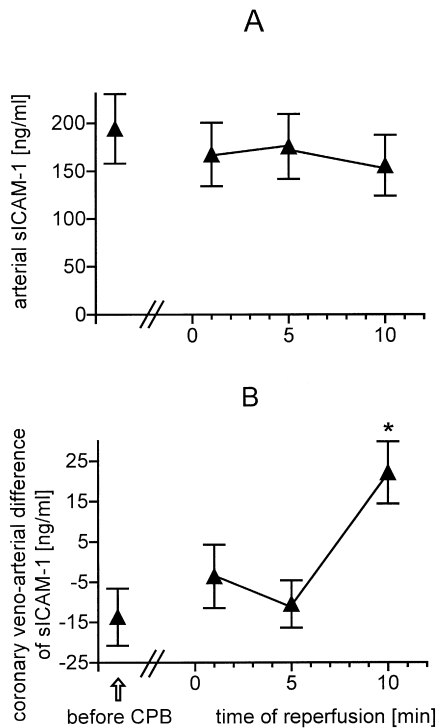 A
arterial sICAM-1 [ng/ml]
200
150
100
50
0
0 5 10
B
coronary veno-arterial difference
of sICAM-1 [ng/ml]
25
15
5
-5
-15
-25
*
0 5 10
before CPB time of reperfusion [min]